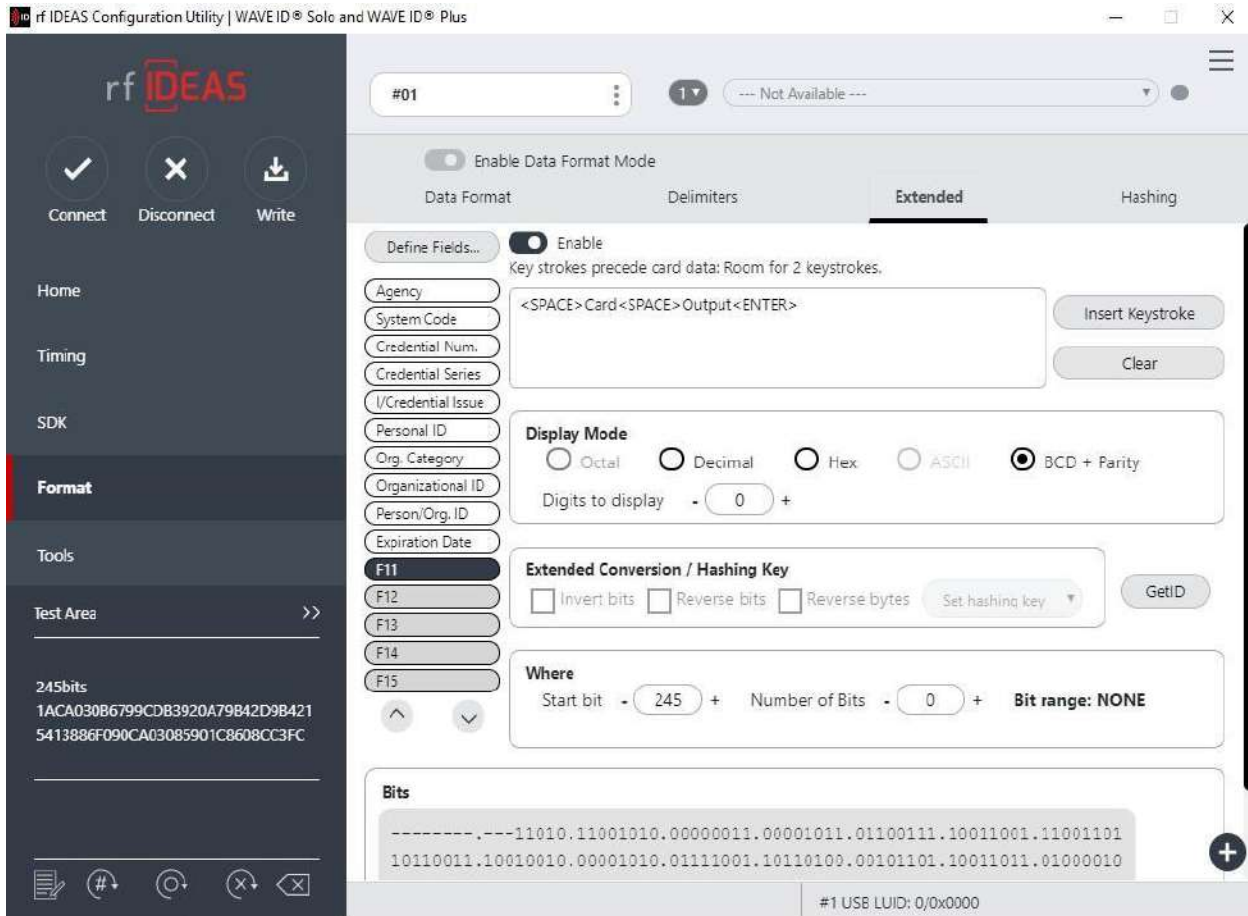 rf IDEAS Configuration Utility | WAVE ID® Solo and WAVE ID® Plus
rf IDEAS
Connect
Disconnect
Write
Home
Timing
SDK
Format
Tools
Test Area >>
245bits
1ACA030B6799CDB3920A79B42D9B421
5413886F090CA03085901C8608CC3FC
#01
1
--- Not Available ---
Enable Data Format Mode
Data Format
Delimiters
Extended
Hashing
Define Fields...
Agency
System Code
Credential Num.
Credential Series
I/Credential Issue
Personal ID
Org. Category
Organizational ID
Person/Org. ID
Expiration Date
F11
F12
F13
F14
F15
Enable
Key strokes precede card data: Room for 2 keystrokes.
<SPACE>Card<SPACE>Output<ENTER>
Insert Keystroke
Clear
Display Mode
Octal Decimal Hex ASCII BCD + Parity
Digits to display - 0 +
Extended Conversion / Hashing Key
Invert bits Reverse bits Reverse bytes Set hashing key
GetID
Where
Start bit - 245 + Number of Bits - 0 + Bit range: NONE
Bits
--------.---11010.11001010.00000011.00001011.01100111.10011001.11001101
10110011.10010010.00001010.01111001.10110100.00101101.10011011.01000010
#1 USB LUID: 0/0x0000